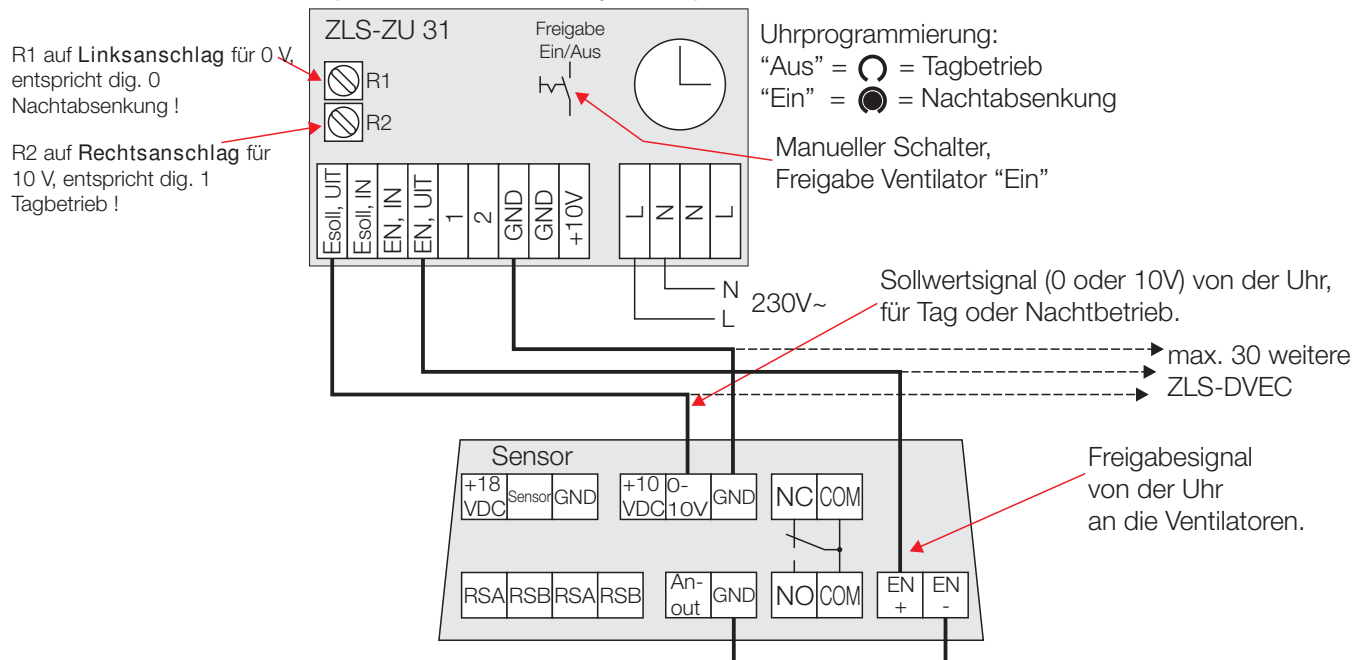 ZLS-ZU 31
Freigabe
Ein/Aus
R1 auf Linksanschlag für 0 V,
entspricht dig. 0
Nachtabsenkung !
R1
R2
R2 auf Rechtsanschlag für
10 V, entspricht dig. 1
Tagbetrieb !
Uhrprogrammierung:
“Aus” = = Tagbetrieb
“Ein” = = Nachtabsenkung
Manueller Schalter,
Freigabe Ventilator “Ein”
Esoll, UIT
Esoll, IN
EN, IN
EN, UIT
1
2
GND
GND
+10V
L
N
N
L
N
L
230V~
Sollwertsignal (0 oder 10V) von der Uhr,
für Tag oder Nachtbetrieb.
max. 30 weitere
ZLS-DVEC
Sensor
+18
VDC
Sensor
GND
+10
VDC
0-
10V
GND
NC
COM
Freigabesignal
von der Uhr
an die Ventilatoren.
RSA
RSB
RSA
RSB
An-
out
GND
NO
COM
EN
+
EN
-